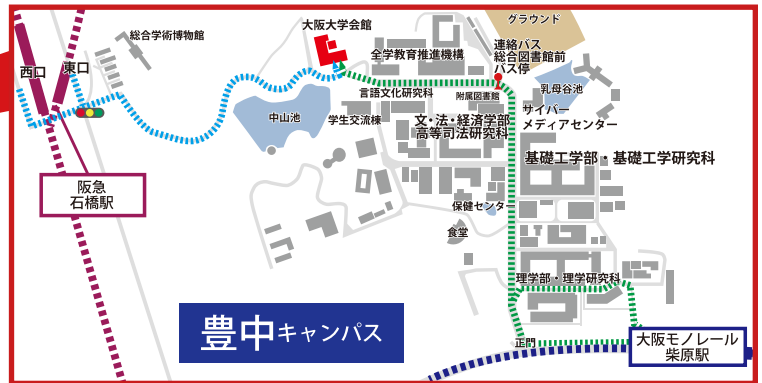 グラウンド
大阪大学会館
総合学術博物館
連絡バス
総合図書館前
バス停
全学教育推進機構
西口
東口
乳母谷池
言語文化研究科
附属図書館
サイバー
メディアセンター
中山池
学生交流棟
文・法・経済学部
高等司法研究科
基礎工学部・基礎工学研究科
阪急
石橋駅
保健センター
食堂
理学部・理学研究科
豊中キャンパス
正門
大阪モノレール
柴原駅